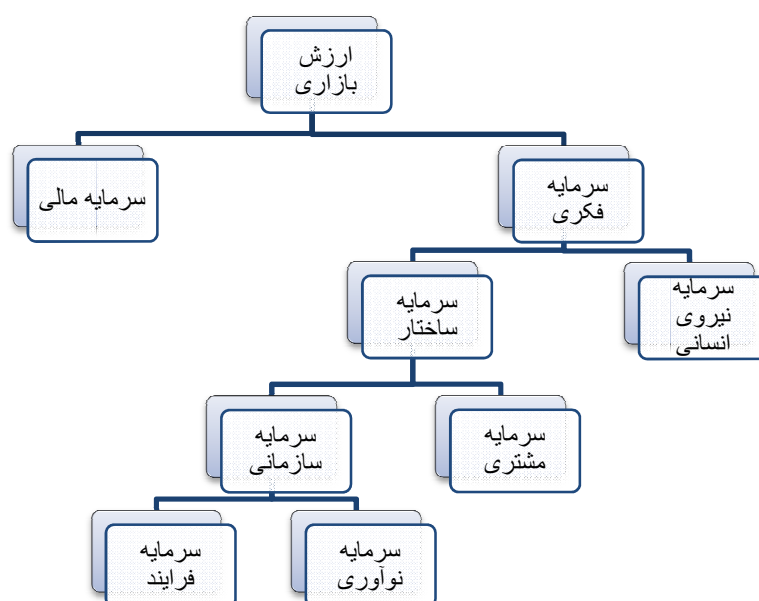 ارزش
بازاری
سرمایه
فکری
سرمایه مالی
سرمایه
نیروی
انسانی
سرمایه
ساختار
سرمایه
مشتری
سرمایه
سازمانی
سرمایه
نوآوری
سرمایه
فرایند